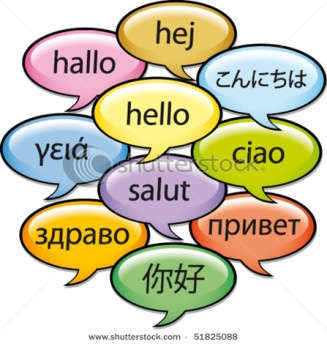 hej
hallo
こんにちは
hello
γειά
ciao
shutterstock
salut
здраво
привет
你好
www.shutterstock.com · 51825088